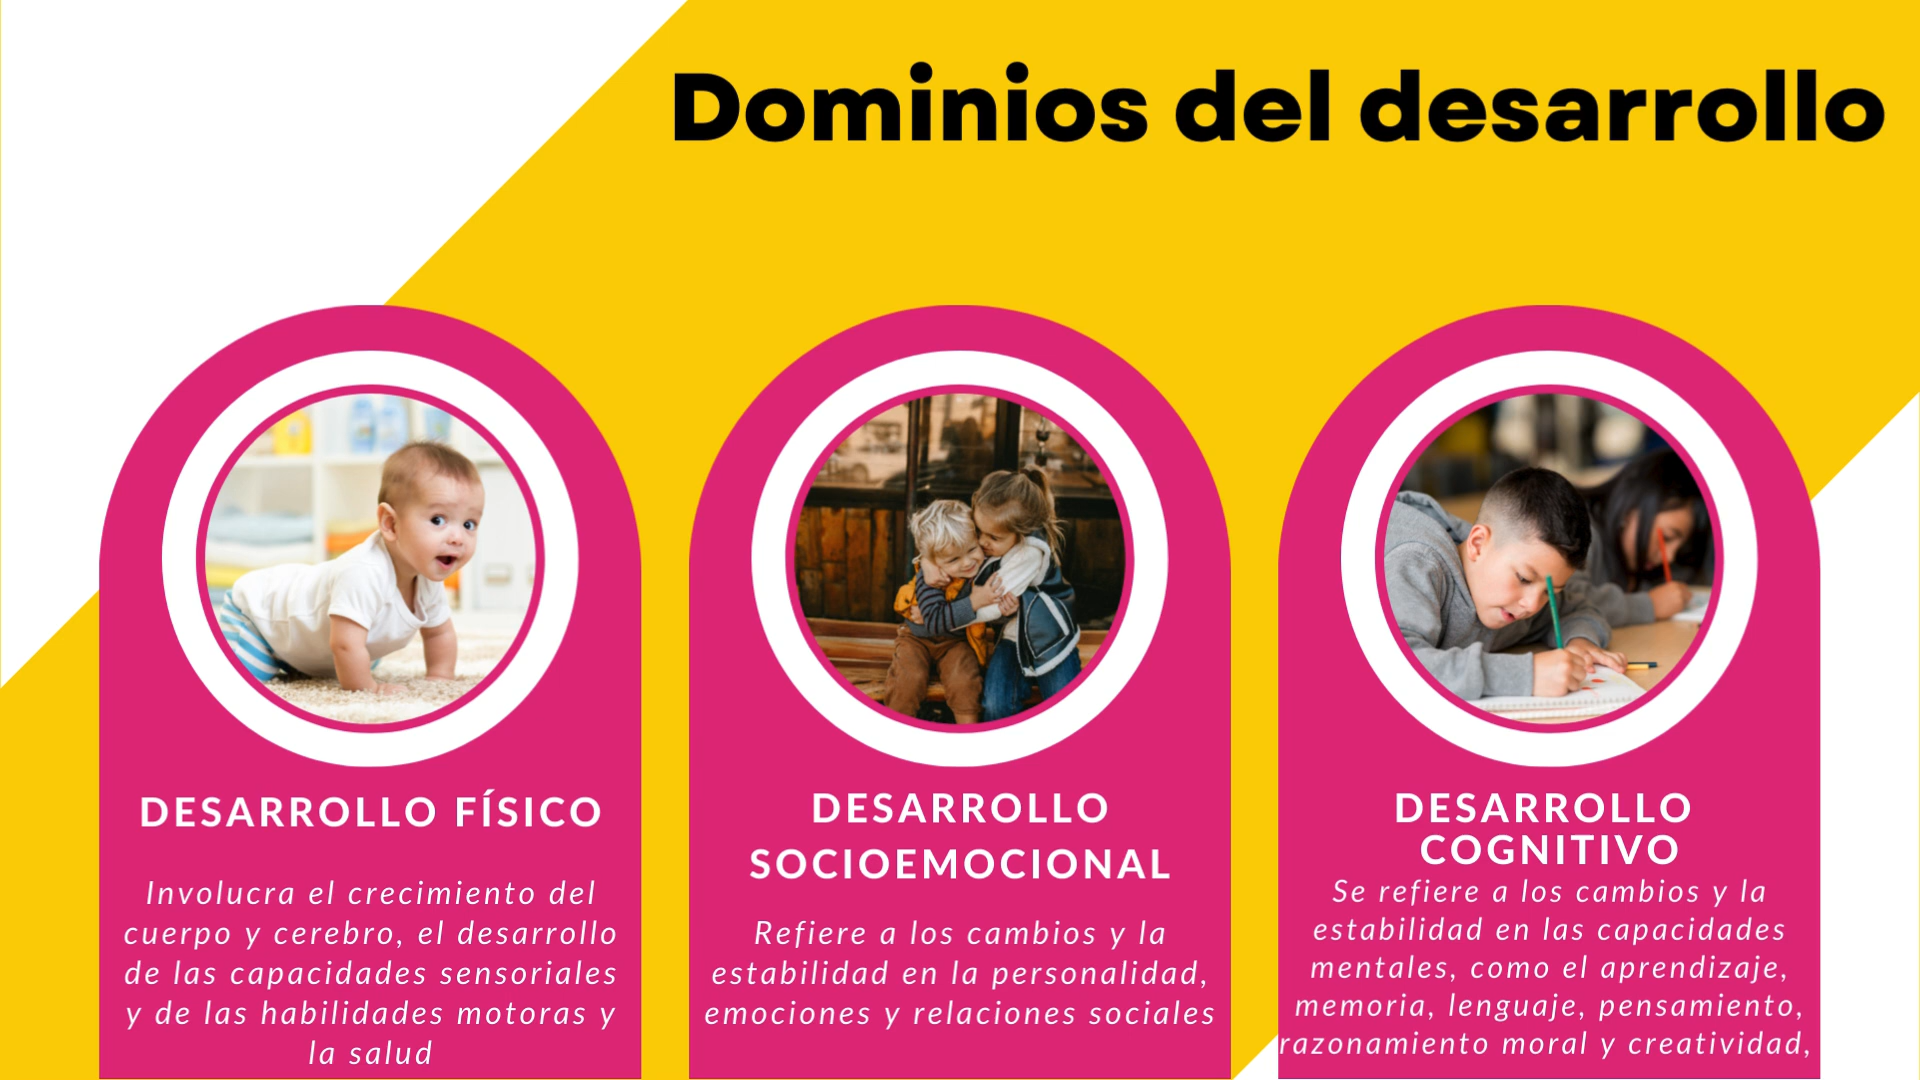 Dominios del desarrollo
DESARROLLO FÍSICO
Involucra el crecimiento del
cuerpo y cerebro, el desarrollo
de las capacidades sensoriales
y de las habilidades motoras y
la salud
DESARROLLO
SOCIOEMOCIONAL
Refiere a los cambios y la
estabilidad en la personalidad,
emociones y relaciones sociales
DESARROLLO
COGNITIVO
Se refiere a los cambios y la
estabilidad en las capacidades
mentales, como el aprendizaje,
memoria, lenguaje, pensamiento,
razonamiento moral y creatividad,